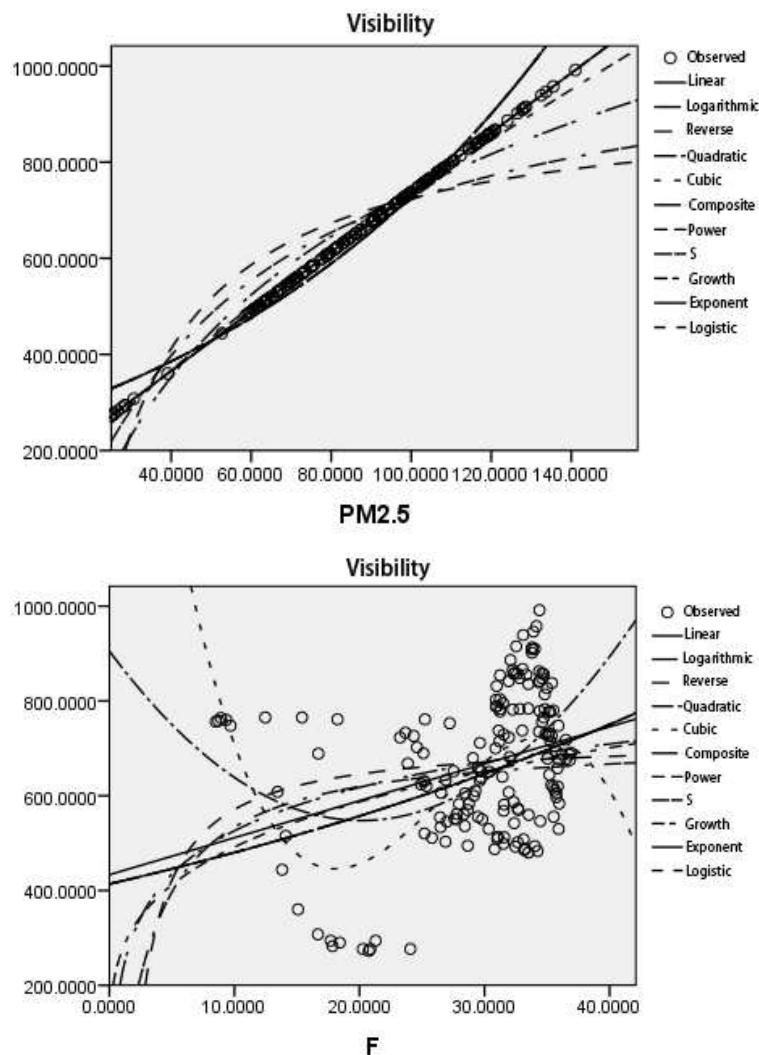 Visibility
1000.0000
800.0000
600.0000
400.0000
200.0000
40.0000 60.0000 80.0000 100.0000 120.0000 140.0000
PM2.5
Observed
Linear
Logarithmic
Reverse
Quadratic
Cubic
Composite
Power
S
Growth
Exponent
Logistic
Visibility
1000.0000
800.0000
600.0000
400.0000
200.0000
0.0000 10.0000 20.0000 30.0000 40.0000
F
Observed
Linear
Logarithmic
Reverse
Quadratic
Cubic
Composite
Power
S
Growth
Exponent
Logistic